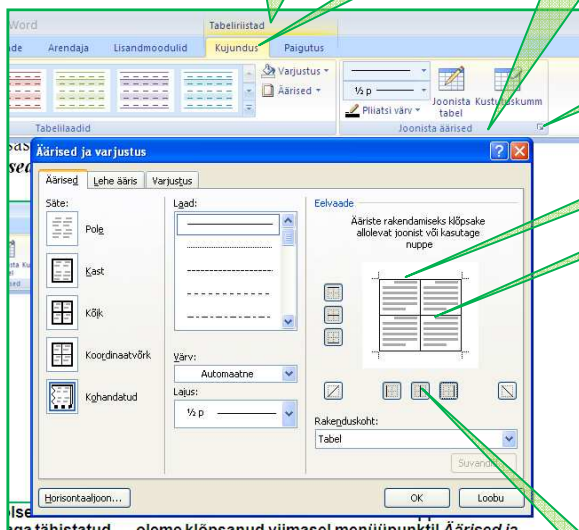 Word
Tabeliriistad
ade Arendaja Lisandmoodulid Kujundus Paigutus
Varjustus
Äärised
½ p
Pliiatsi värv
Joonista tabel
Kustutuskumm
Tabelilaadid
Joonista äärised
Äärised ja varjustus
Äärised Lehe ääris Varjustus
Säte:
Pole
Kast
Kõik
Koordinaatvõrk
Kohandatud
Laad:
Värv:
Automaatne
Laius:
½ p
Eelvaade
Ääriste rakendamiseks klõpsake
allolevat joonist või kasutage
nuppe
Rakenduskoht:
Tabel
Suvandid...
Horisontaaljoon...
OK
Loobu
oleme klõpsanud viimasel menüüpunktil Äärised ja